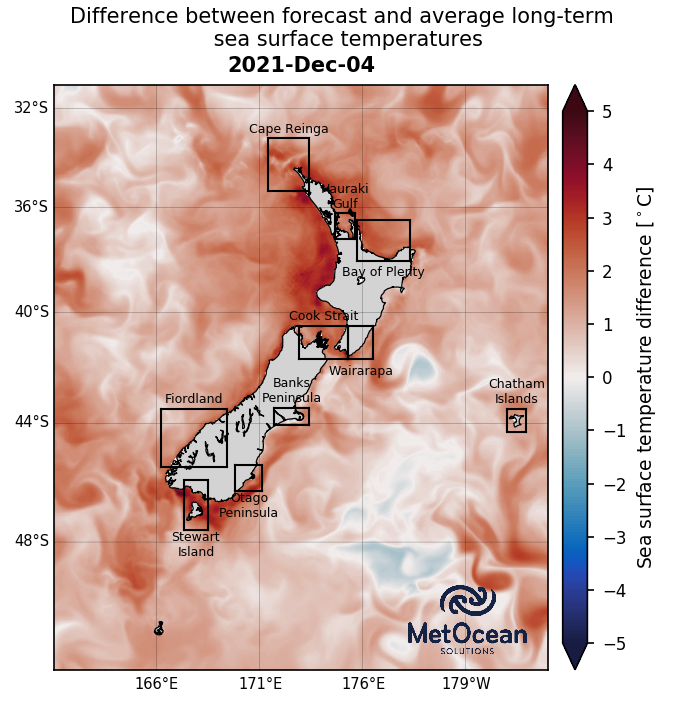 Difference between forecast and average long-term
sea surface temperatures
2021-Dec-04
32°S
36°S
40°S
44°S
48°S
166°E
171°E
176°E
179°W
Cape Reinga
Hauraki
Gulf
Bay of Plenty
Cook Strait
Wairarapa
Banks
Peninsula
Fiordland
Chatham
Islands
Otago
Peninsula
Stewart
Island
MetOcean
SOLUTIONS
5
4
3
2
1
0
−1
−2
−3
−4
−5
Sea surface temperature difference [°C]